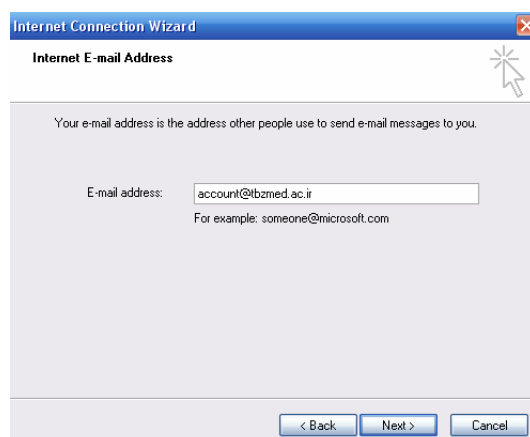 Internet Connection Wizard
Internet E-mail Address
Your e-mail address is the address other people use to send e-mail messages to you.
E-mail address: account@tbzmed.ac.ir
For example: someone@microsoft.com
< Back Next > Cancel